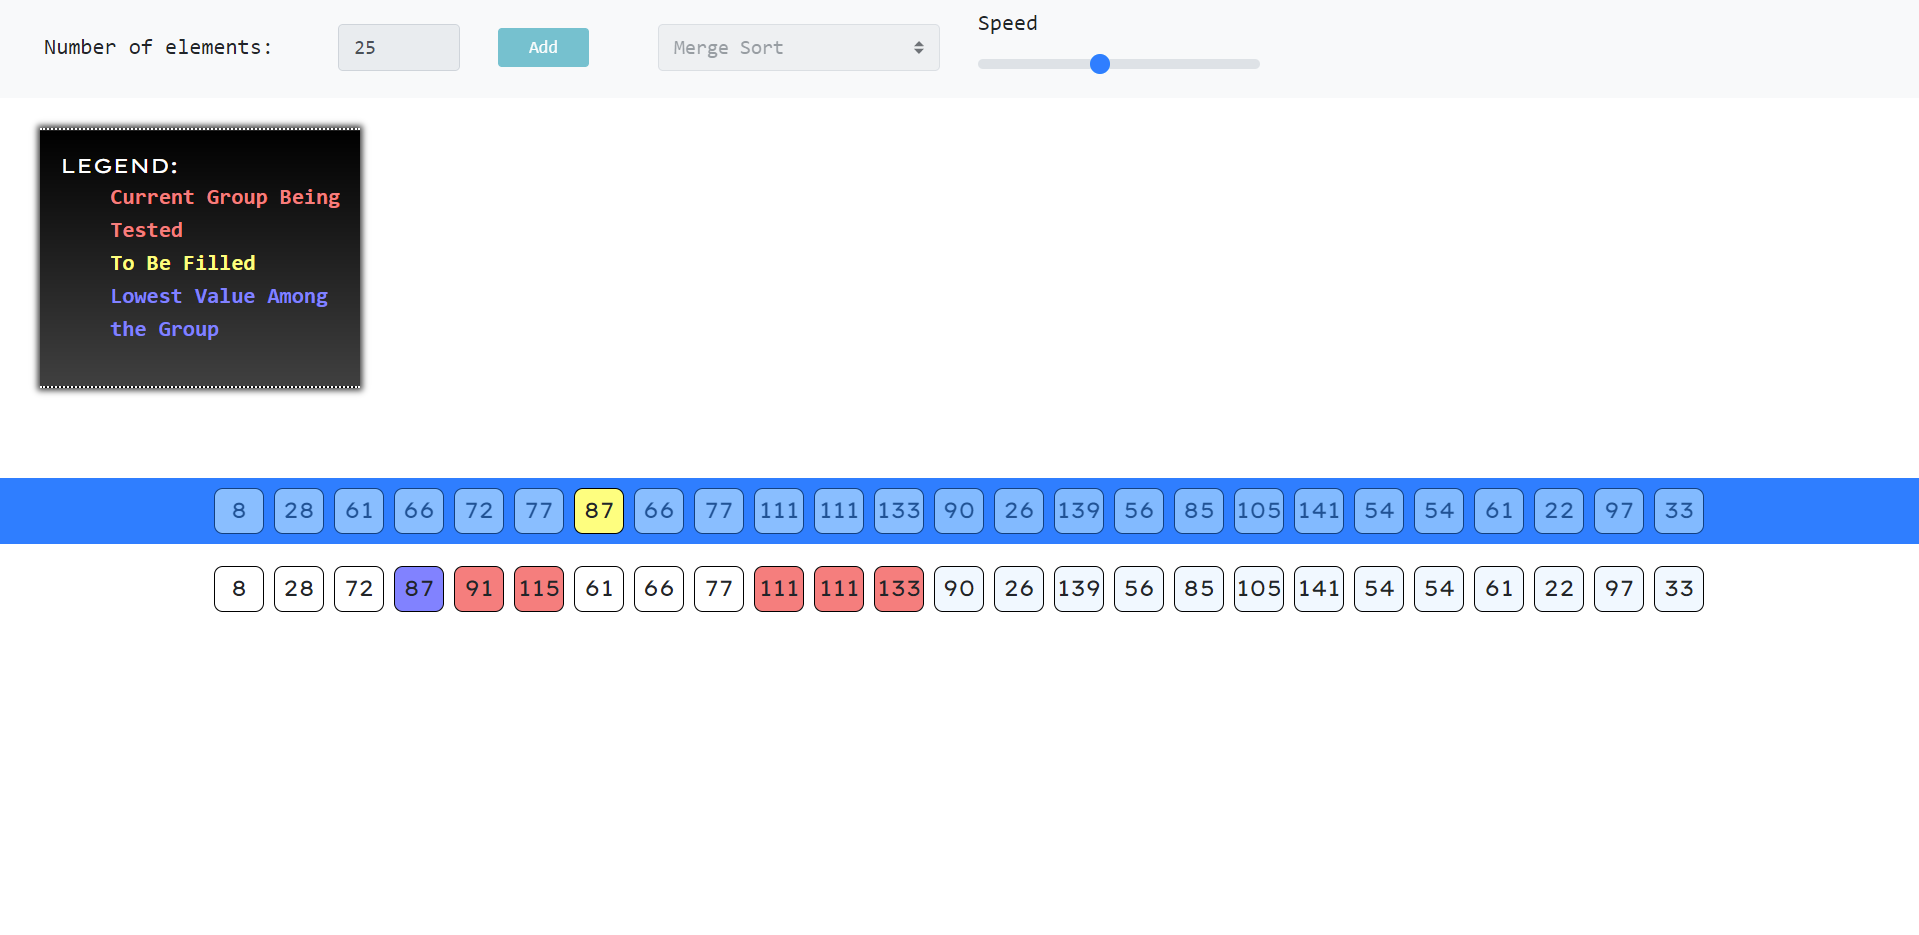 Speed
Number of elements: 25 Add Merge Sort
LEGEND:
Current Group Being
Tested
To Be Filled
Lowest Value Among
the Group
8 28 61 66 72 77 87 66 77 111 111 133 90 26 139 56 85 105 141 54 54 61 22 97 33
8 28 72 87 91 115 61 66 77 111 111 133 90 26 139 56 85 105 141 54 54 61 22 97 33